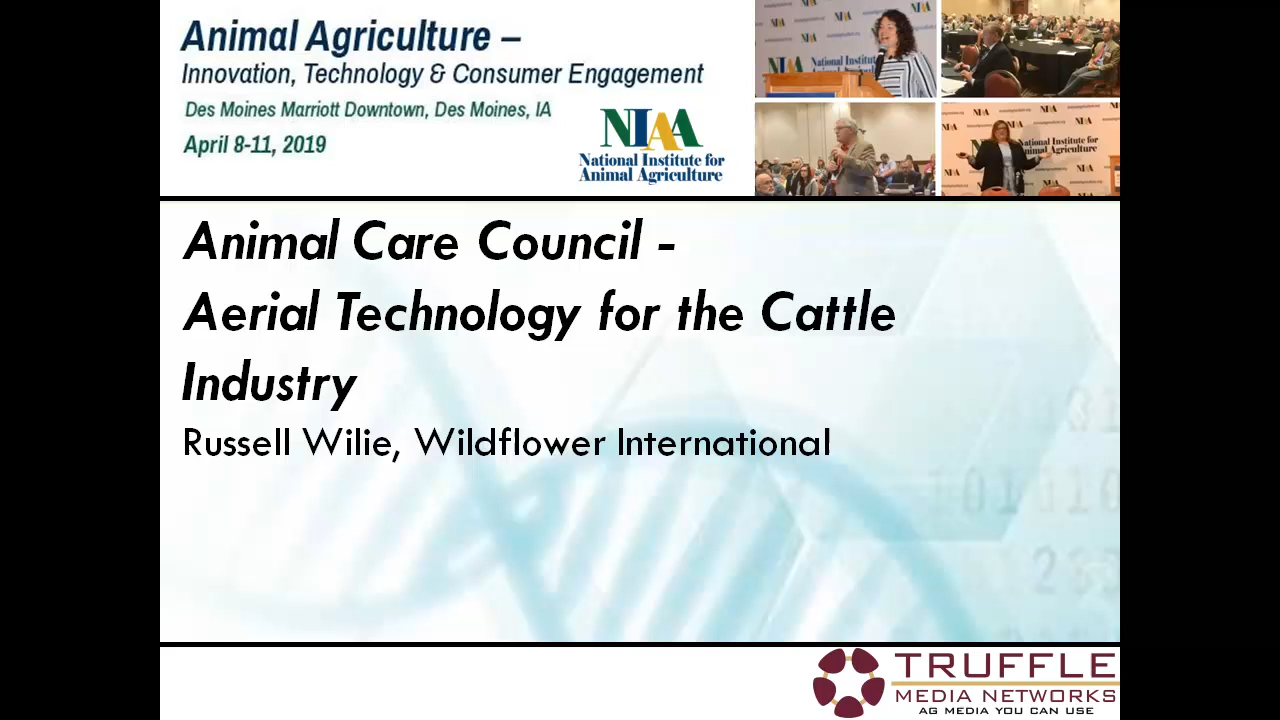 Animal Agriculture –
Innovation, Technology & Consumer Engagement
Des Moines Marriott Downtown, Des Moines, IA
April 8-11, 2019
NIAA
National Institute for
Animal Agriculture
Animal Care Council -
Aerial Technology for the Cattle
Industry
Russell Wilie, Wildflower International
TRUFFLE
MEDIA NETWORKS
AG MEDIA YOU CAN USE